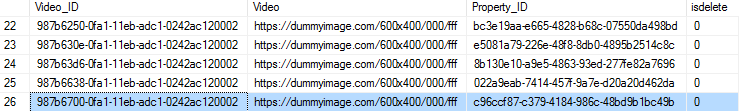 Video_ID Video Property_ID isdelete
22 987b6250-0fa1-11eb-adc1-0242ac120002 https://dummyimage.com/600x400/000/fff bc3e19aa-e665-4828-b68c-07550da498bd 0
23 987b630e-0fa1-11eb-adc1-0242ac120002 https://dummyimage.com/600x400/000/fff e5081a79-226e-48f8-8db0-4895b2514c8c 0
24 987b63d6-0fa1-11eb-adc1-0242ac120002 https://dummyimage.com/600x400/000/fff 8b130e10-a9e5-4863-93ed-277fe82a7696 0
25 987b6638-0fa1-11eb-adc1-0242ac120002 https://dummyimage.com/600x400/000/fff 022a9eab-7414-457f-9a7e-d20a20d462da 0
26 987b6700-0fa1-11eb-adc1-0242ac120002 https://dummyimage.com/600x400/000/fff c96ccf87-c379-4184-986c-48bd9b1bc49b 0